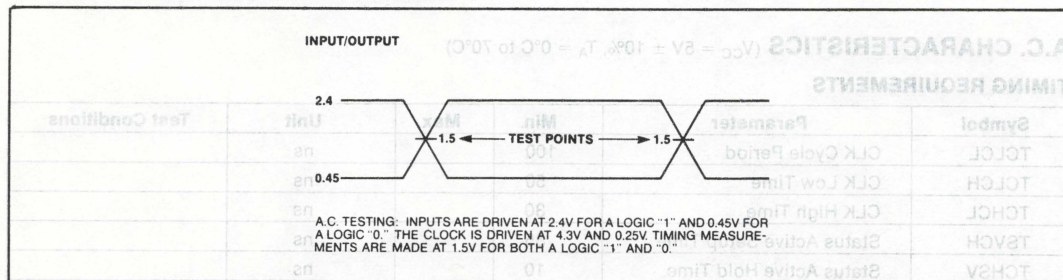 INPUT/OUTPUT
A.C. CHARACTERISTICS (VCC = 5V ± 10%, TA = 0°C to 70°C)
TIMING REQUIREMENTS
2.4
1.5 TEST POINTS 1.5
0.45
Symbol Parameter Min Max Unit Test Conditions
TCLCL CLK Cycle Period 100 ns
TCLCH CLK Low Time 50 ns
TCHCL CLK High Time 30 ns
TSVCH Status Active Setup ns
TCHSV Status Active Hold Time 10 ns
A.C. TESTING: INPUTS ARE DRIVEN AT 2.4V FOR A LOGIC "1" AND 0.45V FOR
A LOGIC "0." THE CLOCK IS DRIVEN AT 4.3V AND 0.25V. TIMING MEASURE-
MENTS ARE MADE AT 1.5V FOR BOTH A LOGIC "1" AND "0."